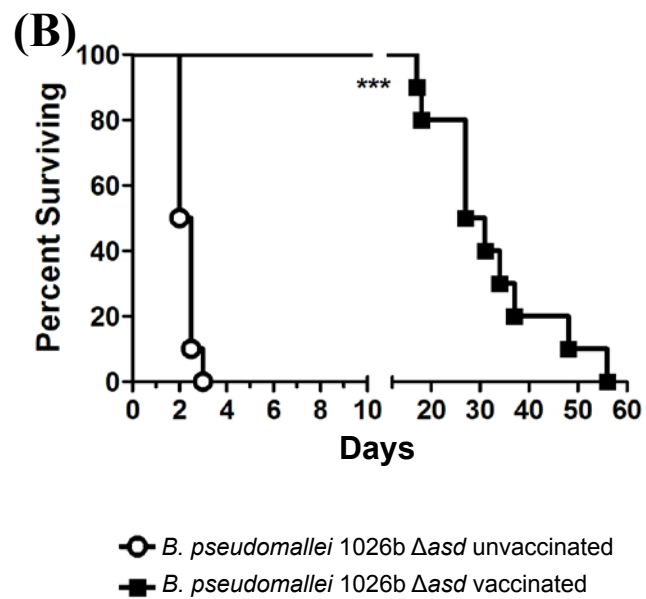 (B)
Percent Surviving
100
80
60
40
20
0
***
0 2 4 6 8 10 20 30 40 50 60
Days
B. pseudomallei 1026b Δasd unvaccinated
B. pseudomallei 1026b Δasd vaccinated